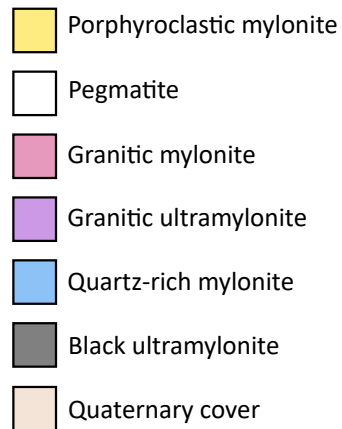 Porphyroclastic mylonite
Pegmatite
Granitic mylonite
Granitic ultramylonite
Quartz-rich mylonite
Black ultramylonite
Quaternary cover